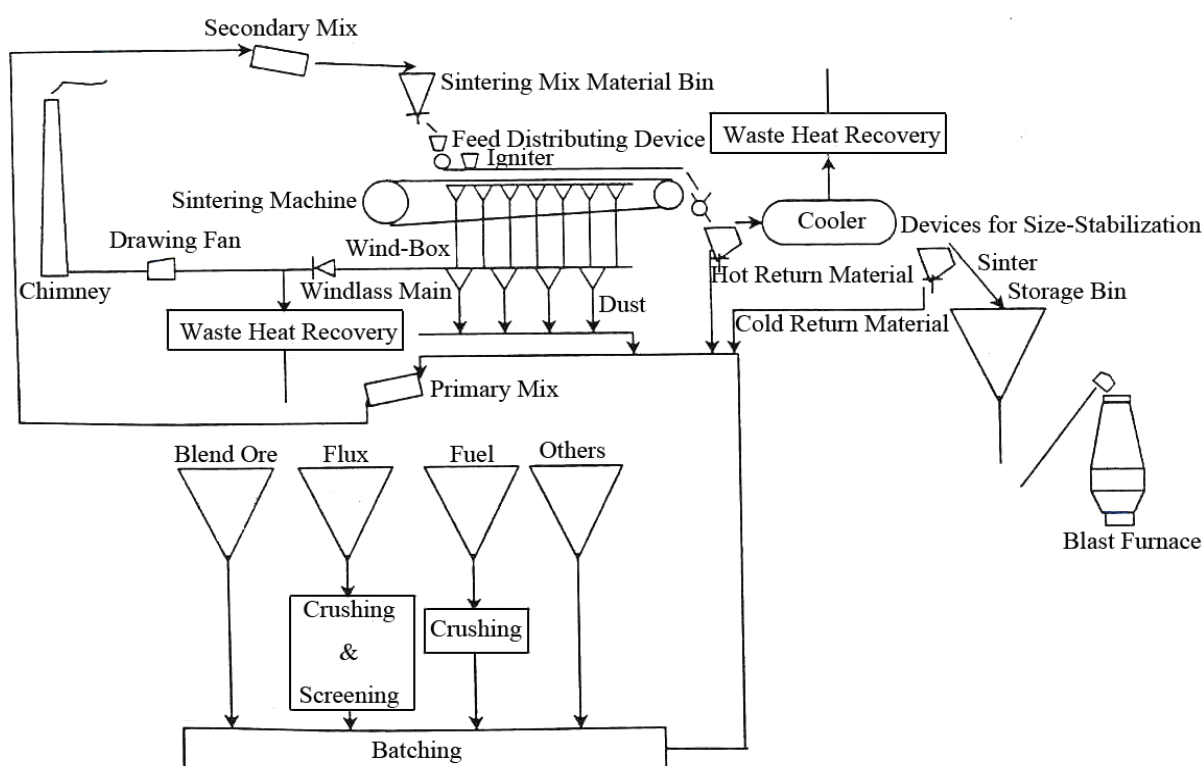 Secondary Mix
Sintering Mix Material Bin
Waste Heat Recovery
Feed Distributing Device
Igniter
Sintering Machine
Cooler
Devices for Size-Stabilization
Drawing Fan
Wind-Box
Hot Return Material
Sinter
Chimney
Windlass Main
Dust
Storage Bin
Waste Heat Recovery
Cold Return Material
Primary Mix
Blend Ore
Flux
Fuel
Others
Blast Furnace
Crushing
&
Screening
Crushing
Batching